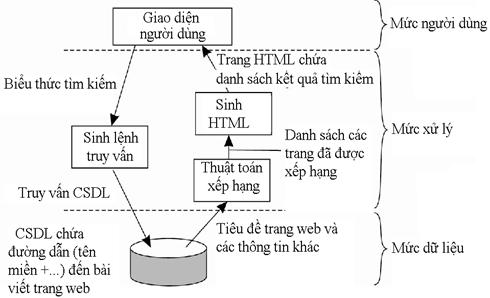 Giao diện
người dùng
Mức người dùng
Biểu thức tìm kiếm
Trang HTML chứa
danh sách kết quả tìm kiếm
Sinh
HTML
Sinh lệnh
truy vấn
Danh sách các
trang đã được
xếp hạng
Mức xử lý
Thuật toán
xếp hạng
Truy vấn CSDL
CSDL chứa
đường dẫn (tên
miền +...) đến bài
viết trang web
Tiêu đề trang web và
các thông tin khác
Mức dữ liệu